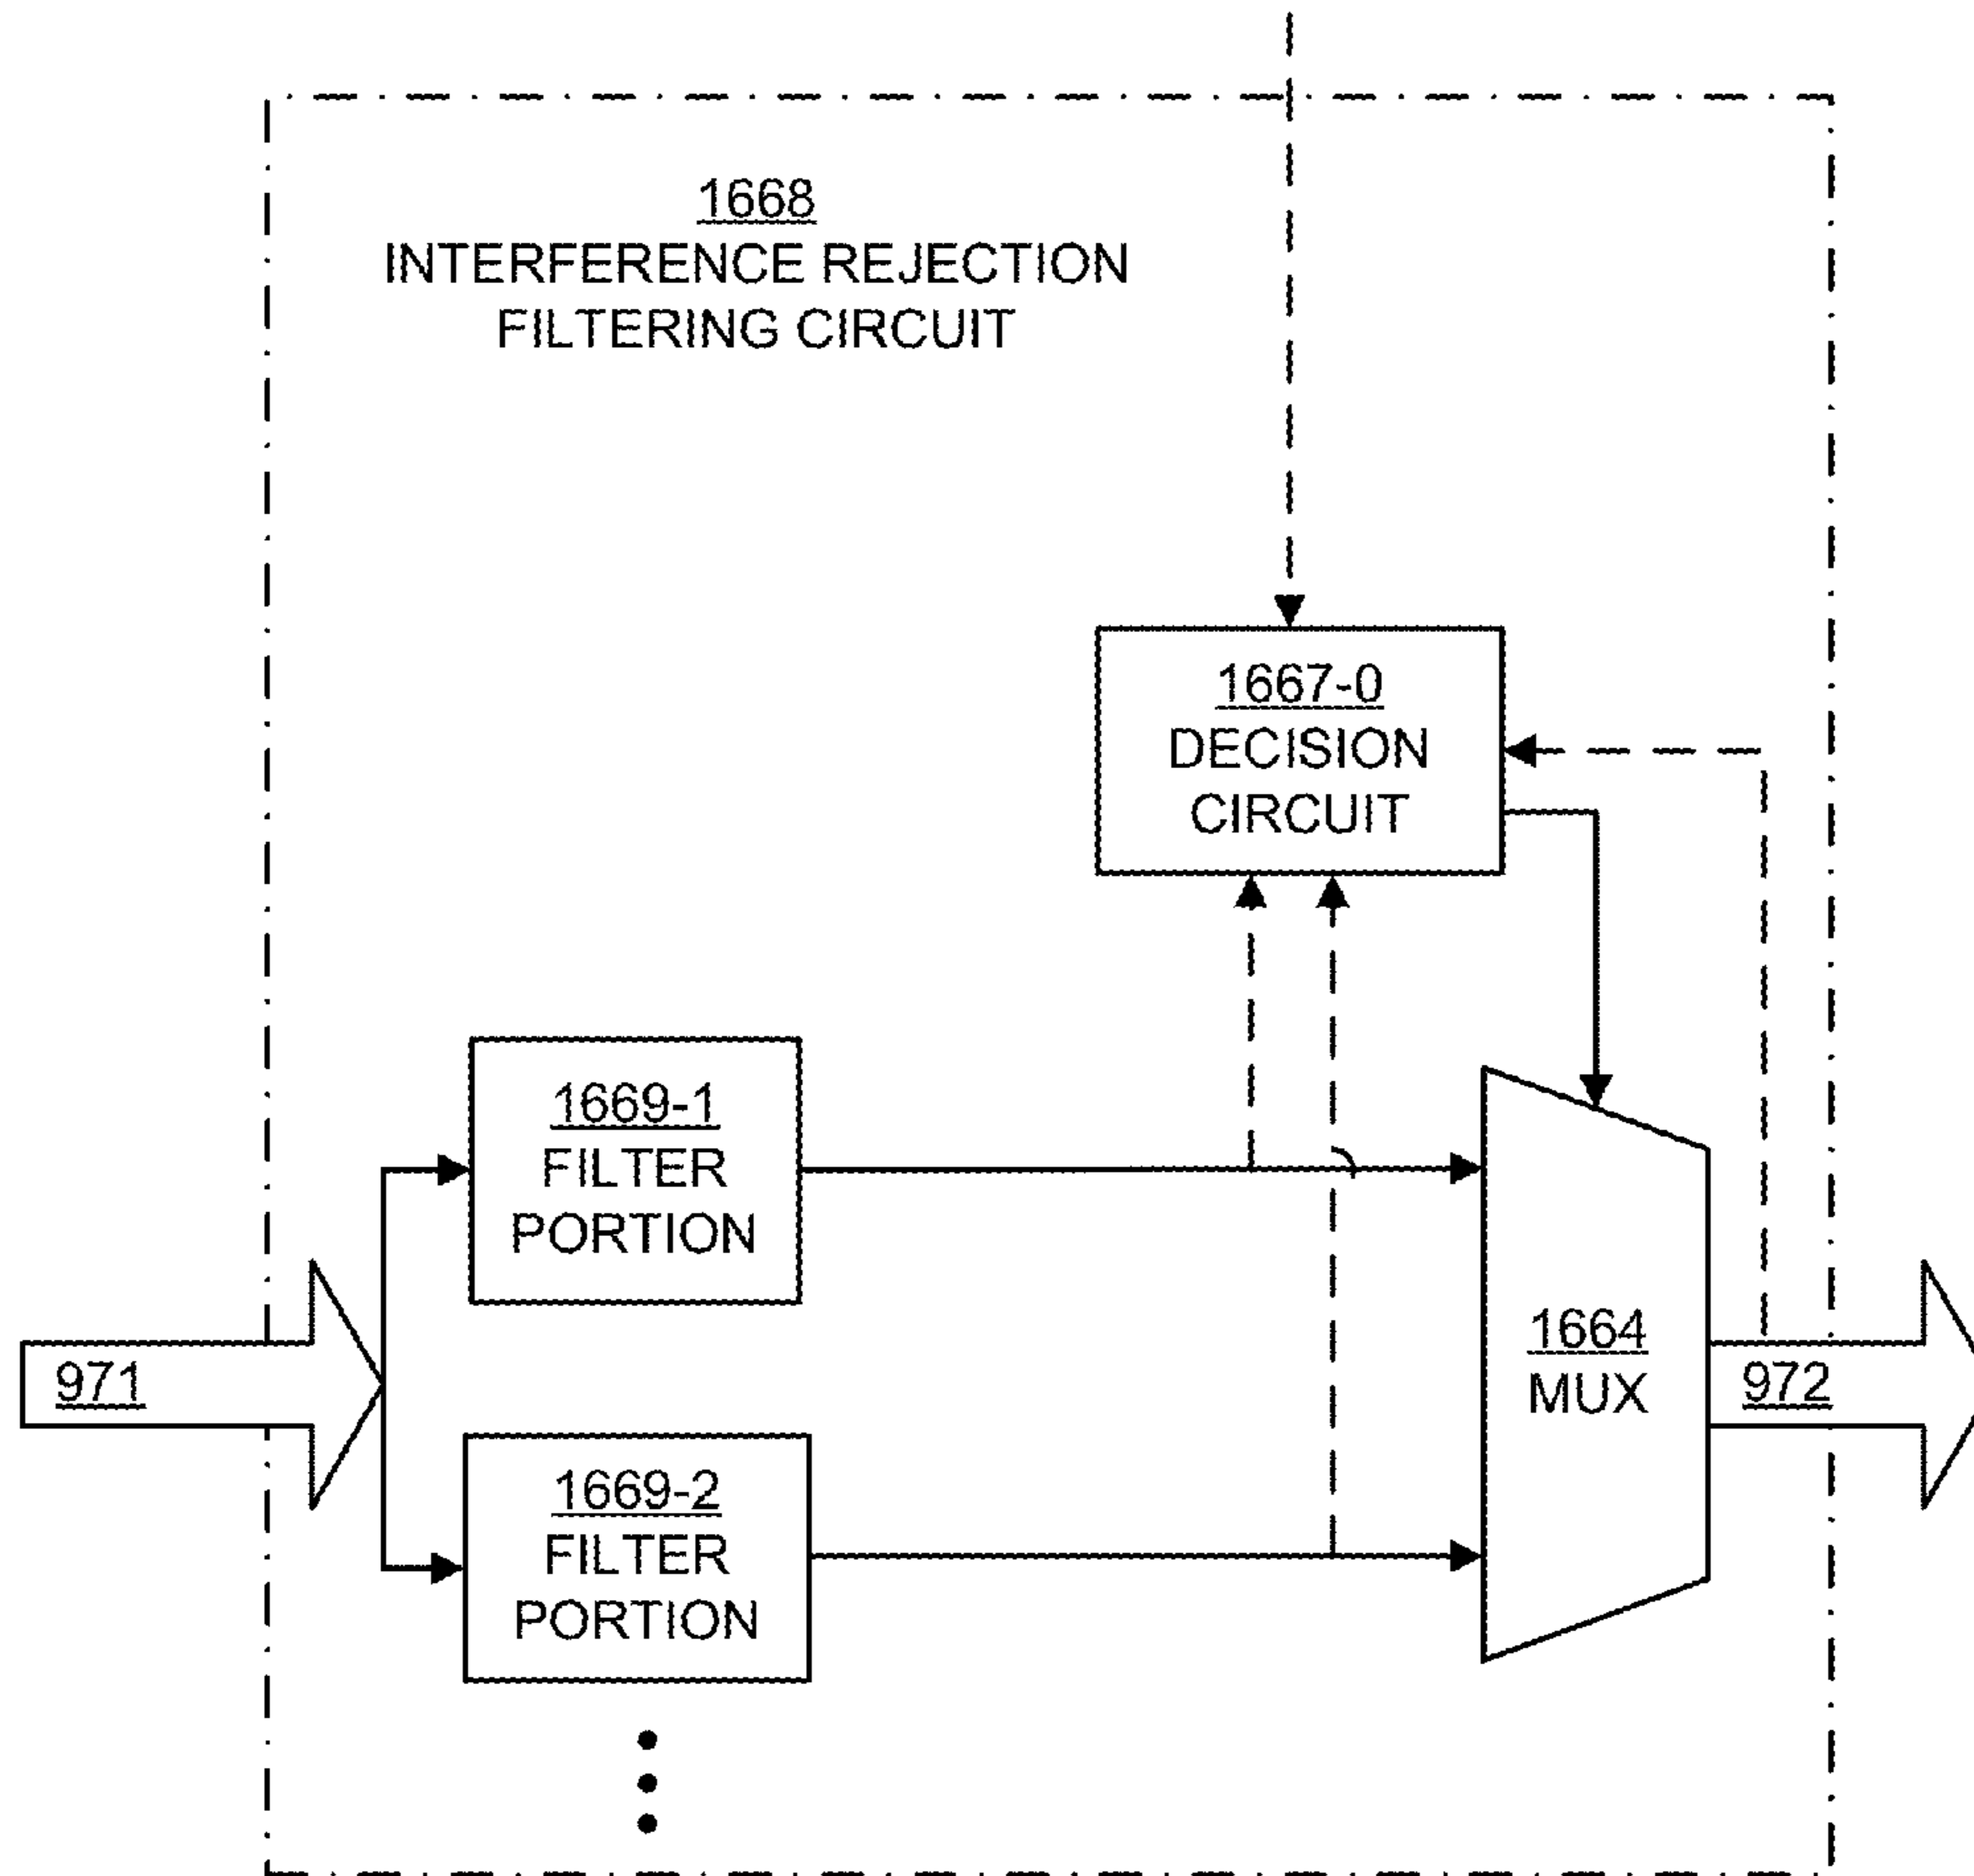 1668
INTERFERENCE REJECTION
FILTERING CIRCUIT
1667-0
DECISION
CIRCUIT
1669-1
FILTER
PORTION
971
1664
MUX
972
1669-2
FILTER
PORTION